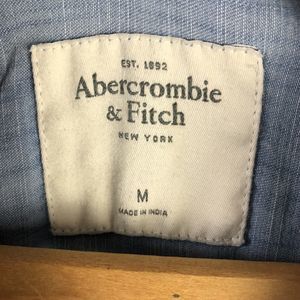 EST. 1892
Abercrombie
& Fitch
NEW YORK
M
MADE IN INDIA